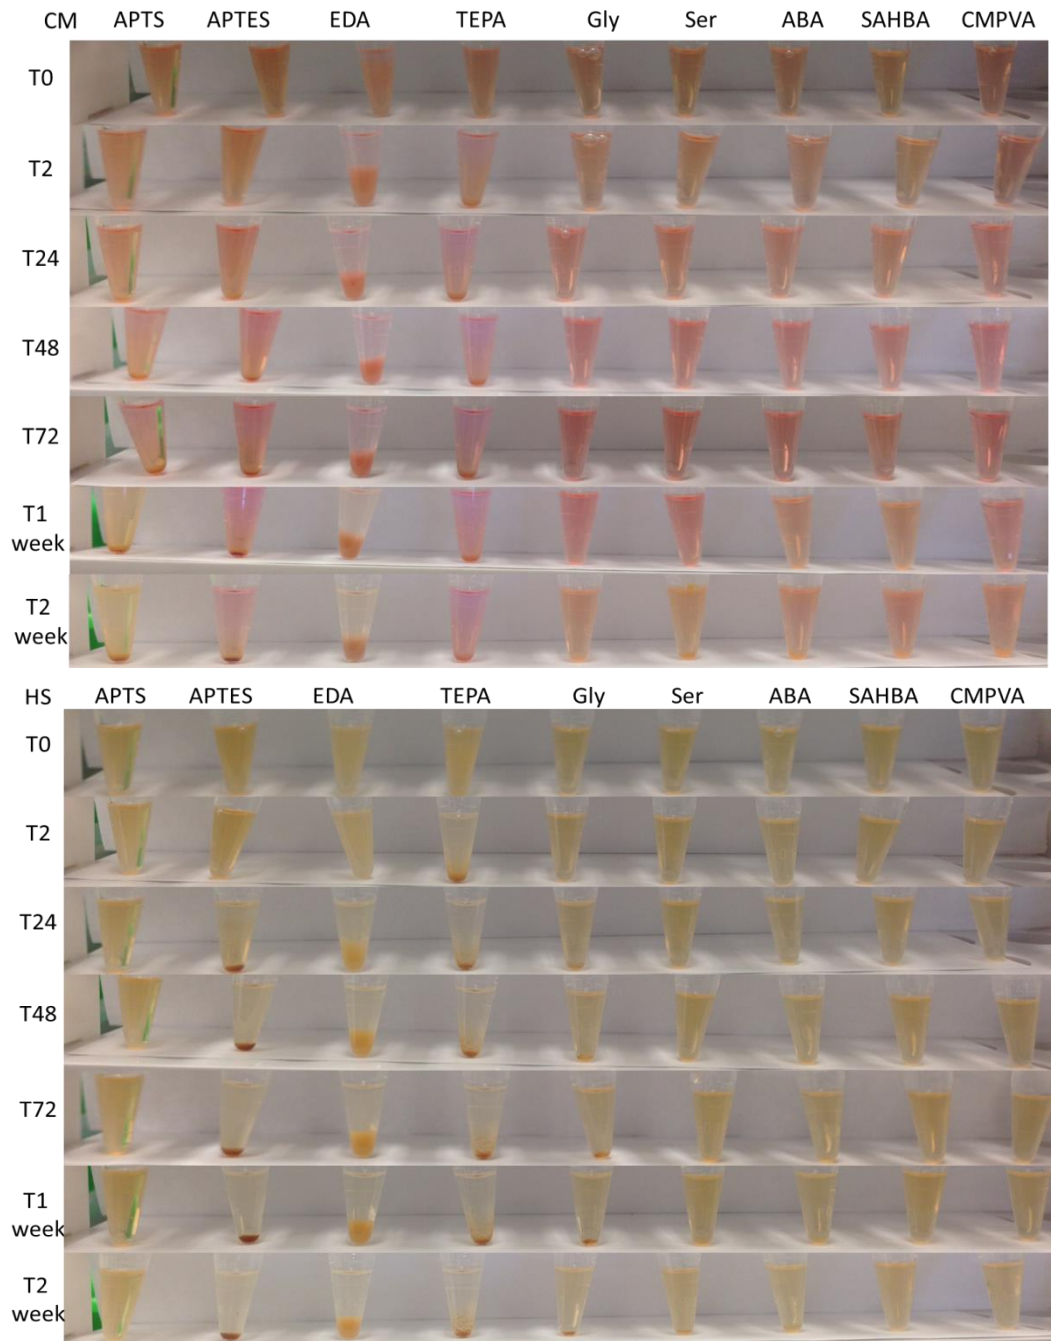 CM APTS APTES EDA TEPA Gly Ser ABA SAHBA CMPVA
T0
T2
T24
T48
T72
T1
week
T2
week
HS APTS APTES EDA TEPA Gly Ser ABA SAHBA CMPVA
T0
T2
T24
T48
T72
T1
week
T2
week